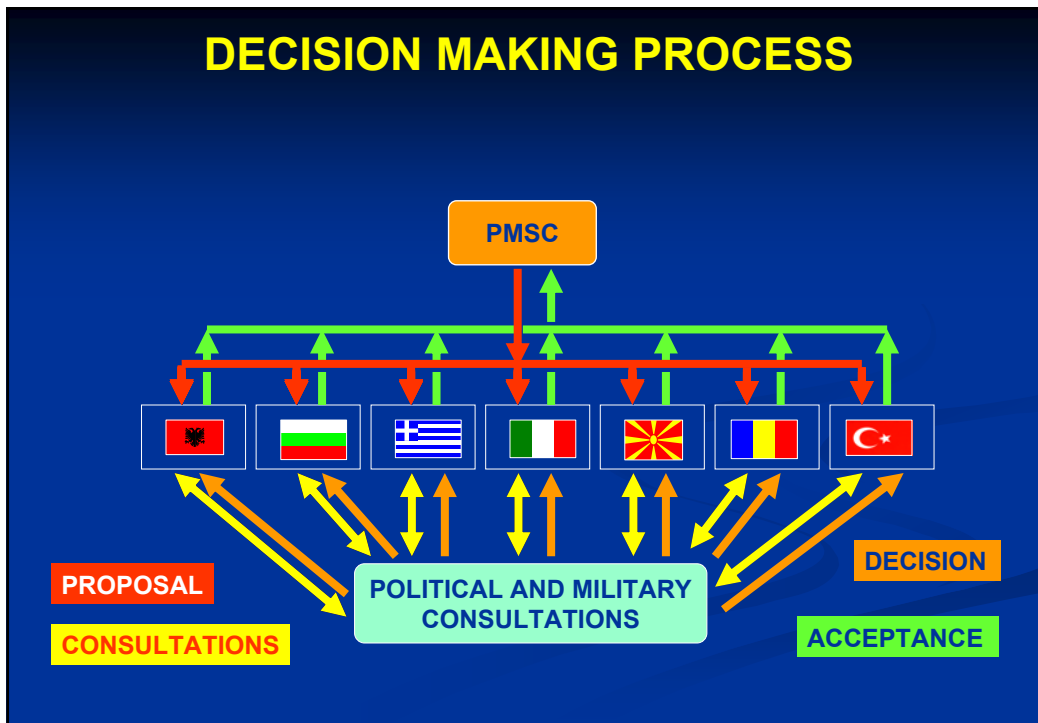 DECISION MAKING PROCESS
PMSC
POLITICAL AND MILITARY
CONSULTATIONS
PROPOSAL
CONSULTATIONS
DECISION
ACCEPTANCE